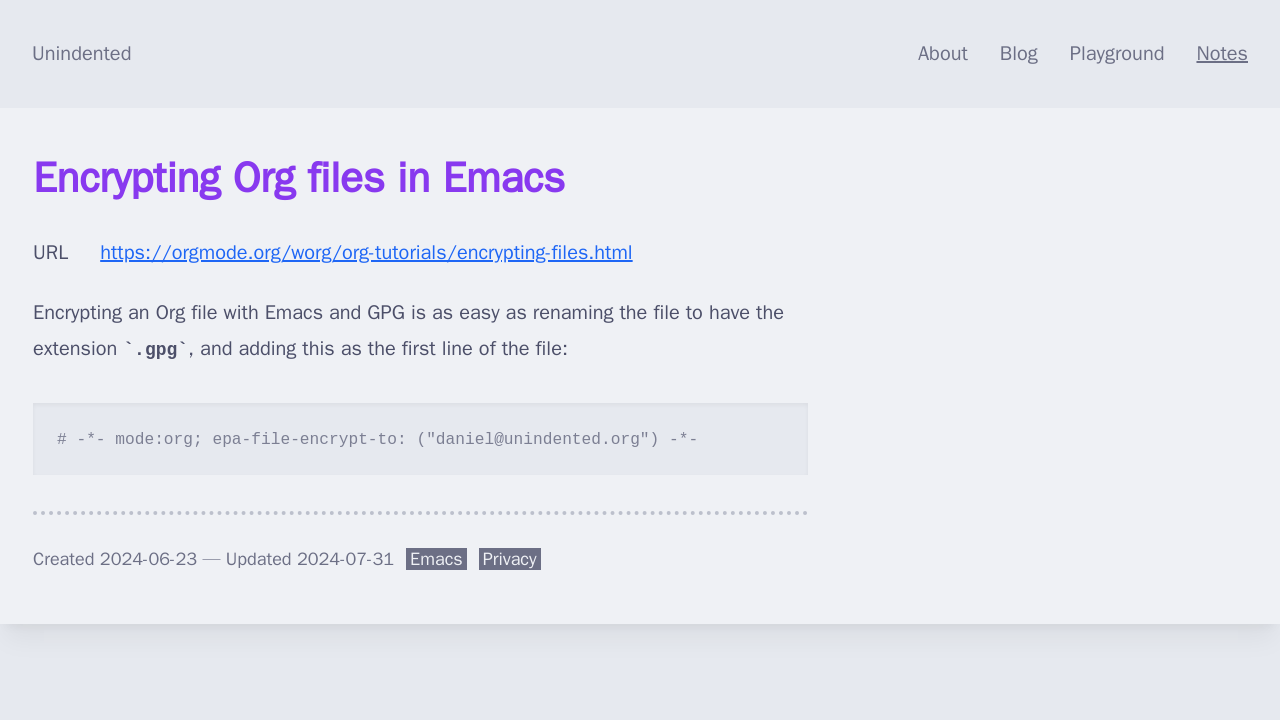 Unindented
About Blog Playground Notes
Encrypting Org files in Emacs
URL https://orgmode.org/worg/org-tutorials/encrypting-files.html
Encrypting an Org file with Emacs and GPG is as easy as renaming the file to have the
extension `.gpg`, and adding this as the first line of the file:
# -*- mode:org; epa-file-encrypt-to: ("daniel@unindented.org") -*-
Created 2024-06-23 — Updated 2024-07-31 Emacs Privacy